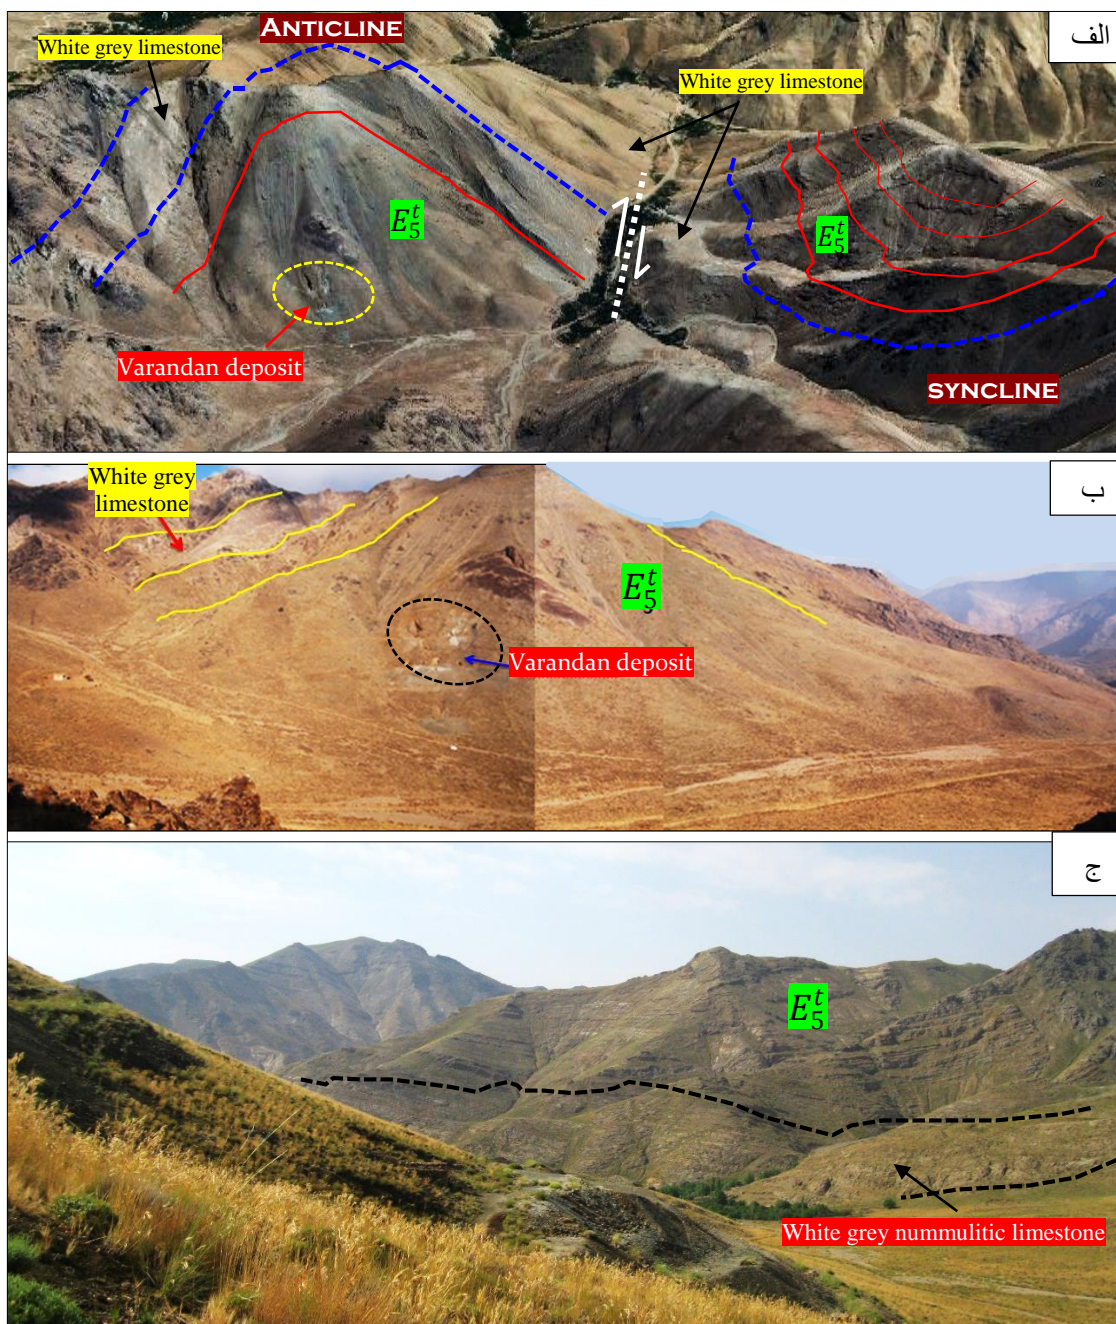 الف
ANTICLINE
White grey limestone
White grey limestone
E₅ᵗ
E₅ᵗ
Varandan deposit
SYNCLINE
ب
White grey
limestone
E₅ᵗ
Varandan deposit
ج
E₅ᵗ
White grey nummulitic limestone